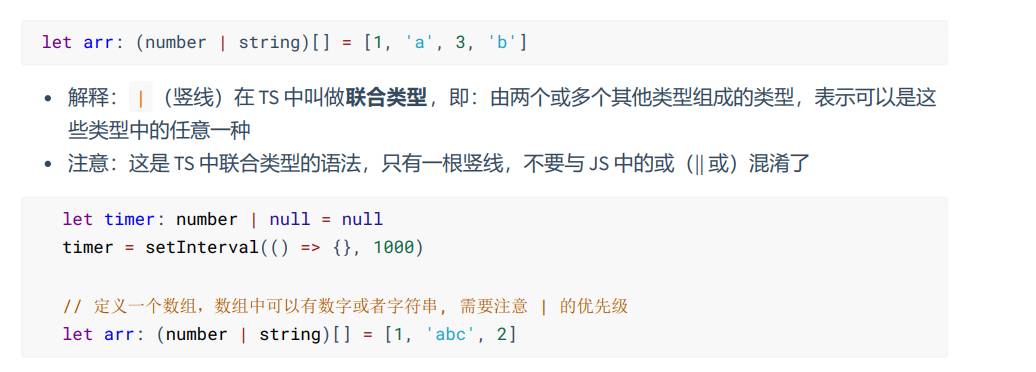 let arr: (number | string)[] = [1, 'a', 3, 'b']
解释： | （竖线）在 TS 中叫做联合类型，即：由两个或多个其他类型组成的类型，表示可以是这
些类型中的任意一种
注意：这是 TS 中联合类型的语法，只有一根竖线，不要与 JS 中的或（|| 或）混淆了
let timer: number | null = null
timer = setInterval(() => {}, 1000)
// 定义一个数组，数组中可以有数字或者字符串, 需要注意 | 的优先级
let arr: (number | string)[] = [1, 'abc', 2]